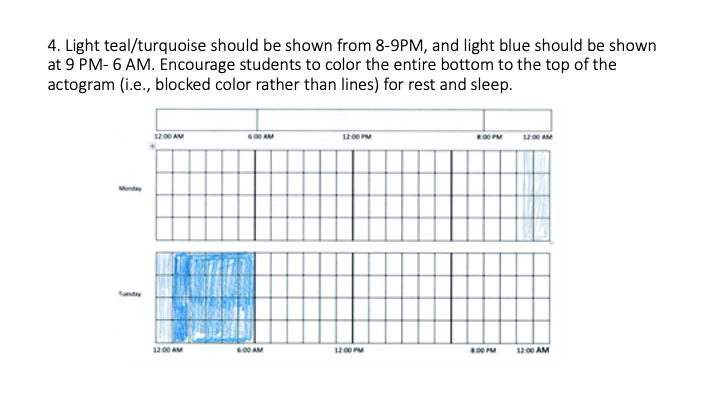 4. Light teal/turquoise should be shown from 8-9PM, and light blue should be shown
at 9 PM- 6 AM. Encourage students to color the entire bottom to the top of the
actogram (i.e., blocked color rather than lines) for rest and sleep.
12:00 AM 6:00 AM 12:00 PM 8:00 PM 12:00 AM
Monday
Tuesday
12:00 AM 6:00 AM 12:00 PM 8:00 PM 12:00 AM